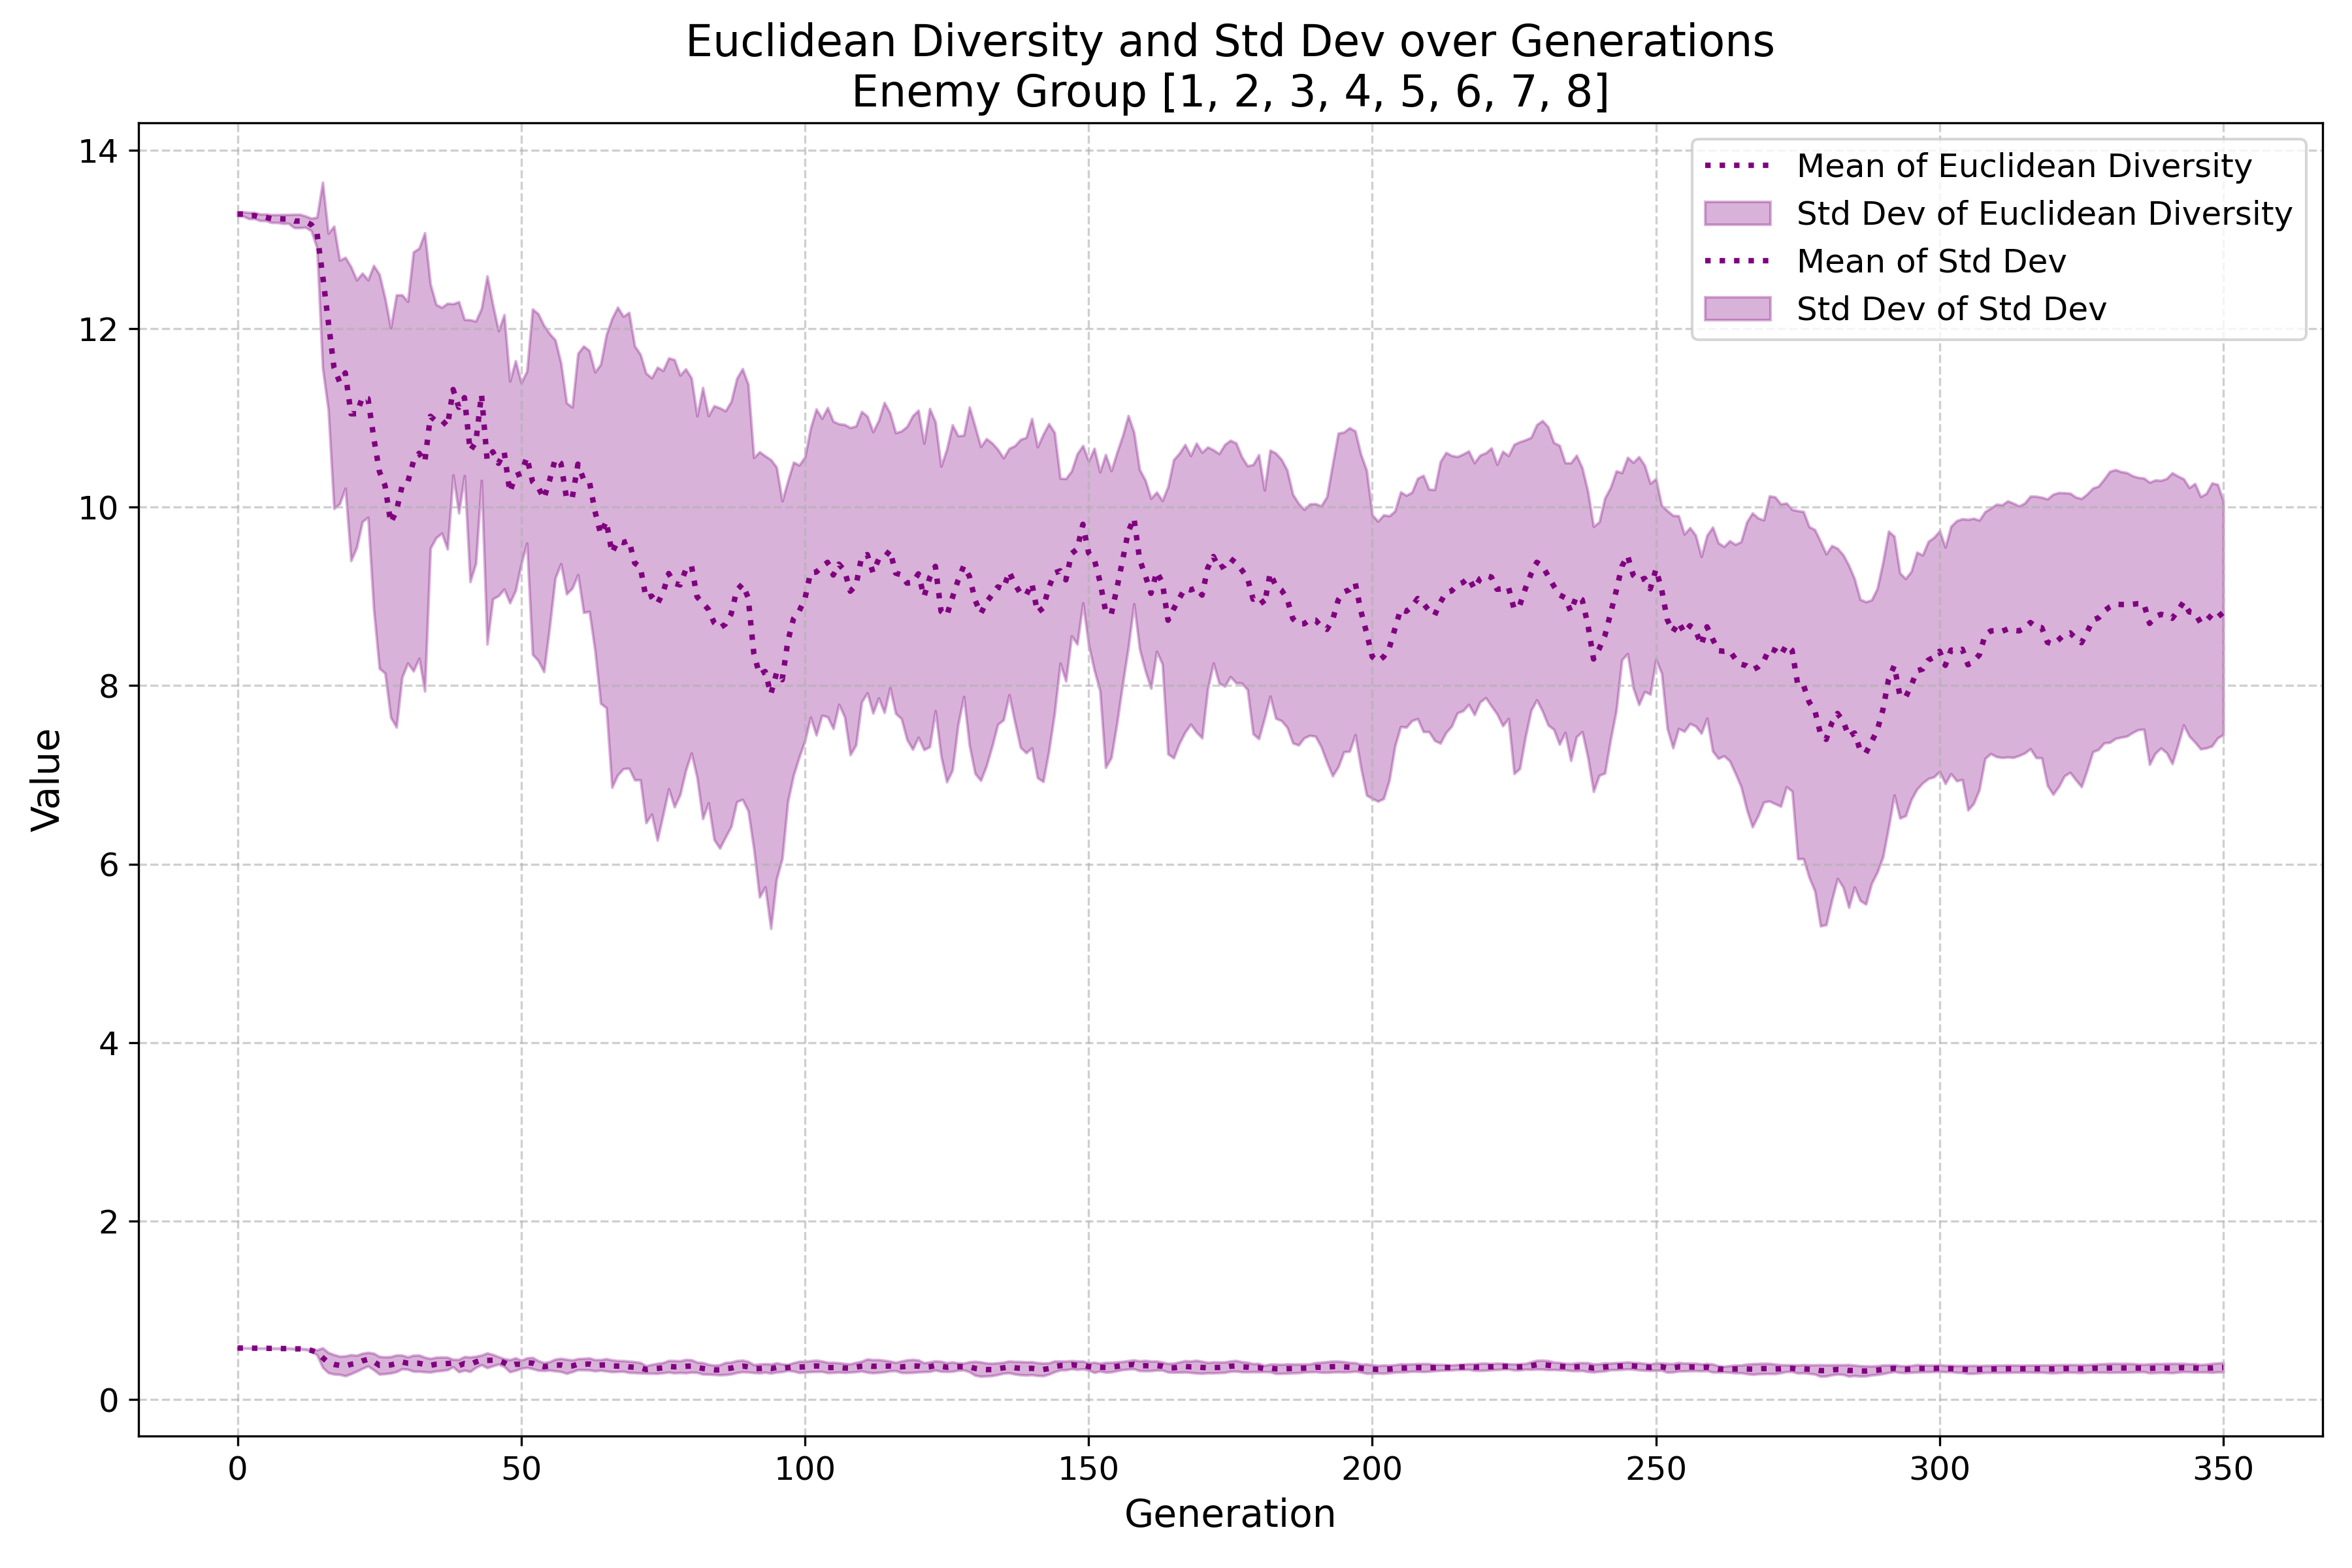 Euclidean Diversity and Std Dev over Generations
Enemy Group [1, 2, 3, 4, 5, 6, 7, 8]
Mean of Euclidean Diversity
Std Dev of Euclidean Diversity
Mean of Std Dev
Std Dev of Std Dev
Value
14
12
10
8
6
4
2
0
0 50 100 150 200 250 300 350
Generation